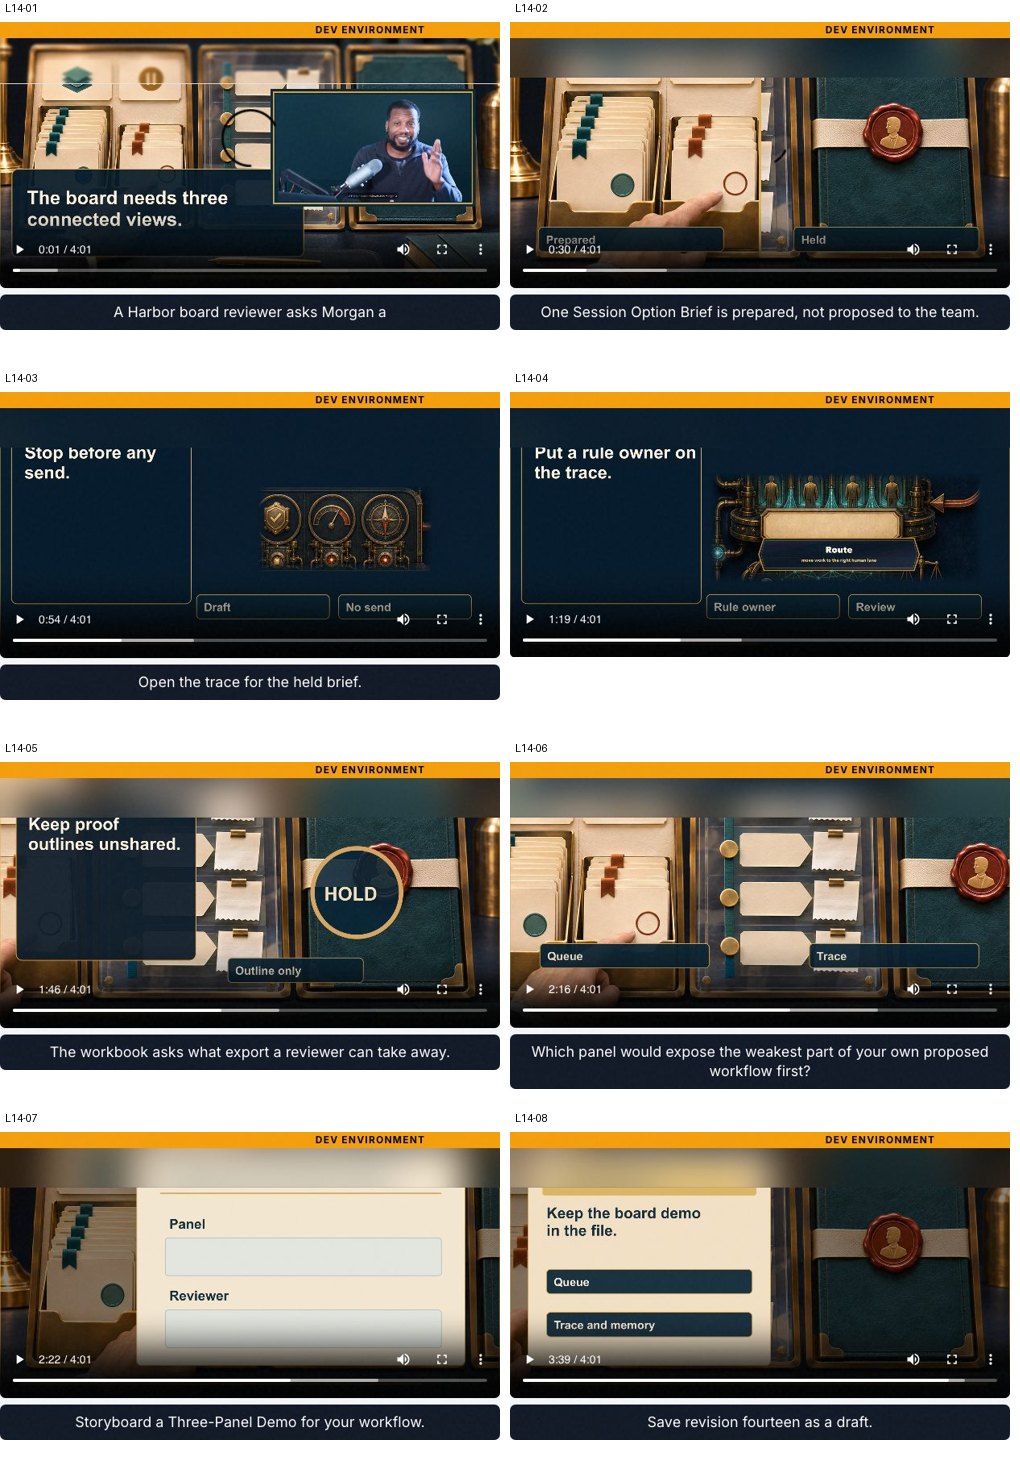 L14-01
DEV ENVIRONMENT
The board needs three
connected views.
0:01 / 4:01
A Harbor board reviewer asks Morgan a
L14-02
DEV ENVIRONMENT
Prepared
Held
0:30 / 4:01
One Session Option Brief is prepared, not proposed to the team.
L14-03
DEV ENVIRONMENT
Stop before any
send.
Draft
No send
0:54 / 4:01
Open the trace for the held brief.
L14-04
DEV ENVIRONMENT
Put a rule owner on
the trace.
Route
move work to the right human lane
Rule owner
Review
1:19 / 4:01
L14-05
DEV ENVIRONMENT
Keep proof
outlines unshared.
HOLD
Outline only
1:46 / 4:01
The workbook asks what export a reviewer can take away.
L14-06
DEV ENVIRONMENT
Queue
Trace
2:16 / 4:01
Which panel would expose the weakest part of your own proposed
workflow first?
L14-07
DEV ENVIRONMENT
Panel
Reviewer
2:22 / 4:01
Storyboard a Three-Panel Demo for your workflow.
L14-08
DEV ENVIRONMENT
Keep the board demo
in the file.
Queue
Trace and memory
3:39 / 4:01
Save revision fourteen as a draft.